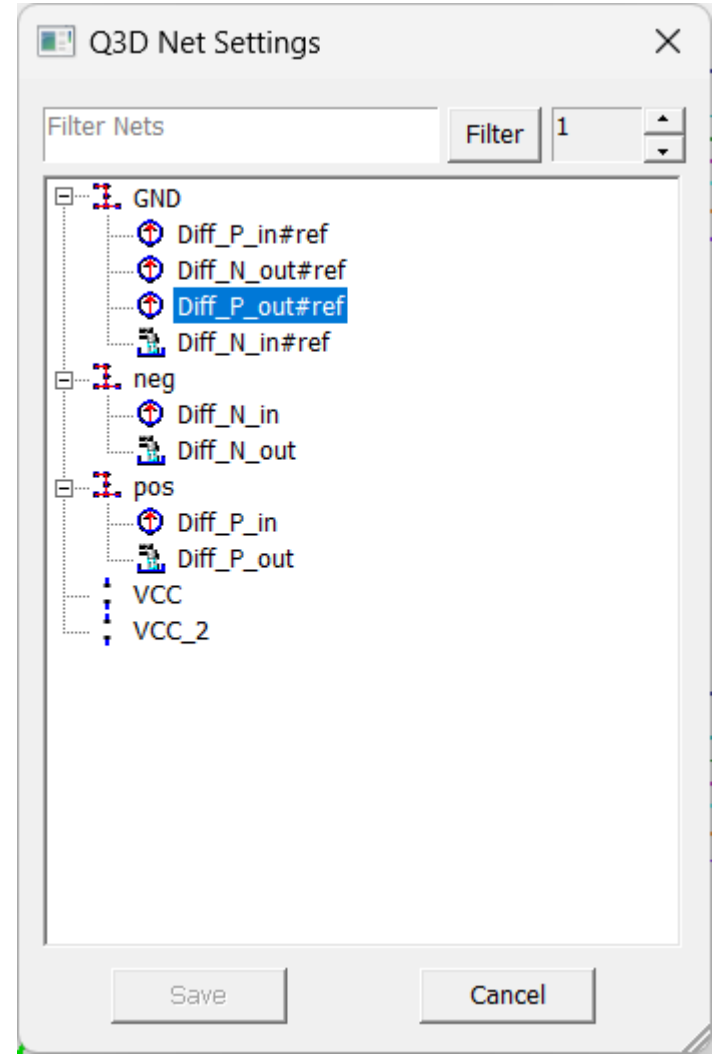 Q3D Net Settings
Filter Nets
Filter
1
GND
Diff_P_in#ref
Diff_N_out#ref
Diff_P_out#ref
Diff_N_in#ref
neg
Diff_N_in
Diff_N_out
pos
Diff_P_in
Diff_P_out
VCC
VCC_2
Save
Cancel